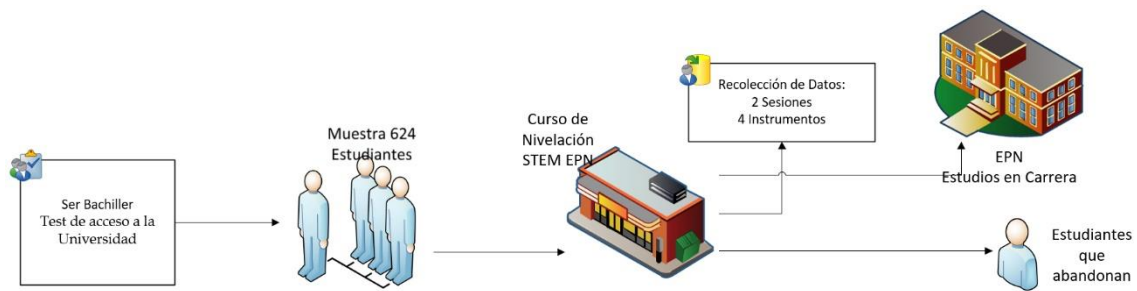 Ser Bachiller
Test de acceso a la
Universidad
Muestra 624
Estudiantes
Curso de
Nivelación
STEM EPN
Recolección de Datos:
2 Sesiones
4 Instrumentos
EPN
Estudios en Carrera
Estudiantes
que
abandonan